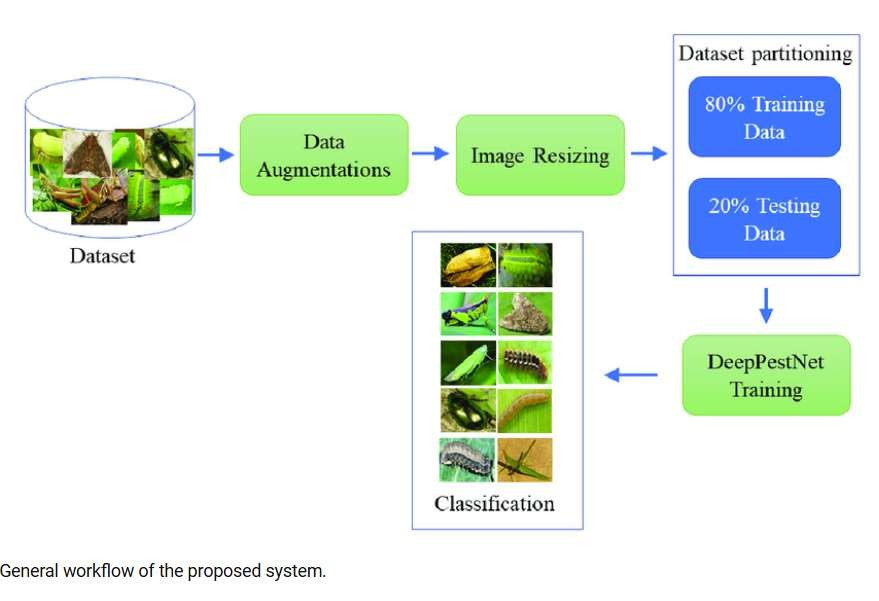 Dataset
Data
Augmentations
Image Resizing
Dataset partitioning
80% Training
Data
20% Testing
Data
DeepPestNet
Training
Classification
General workflow of the proposed system.